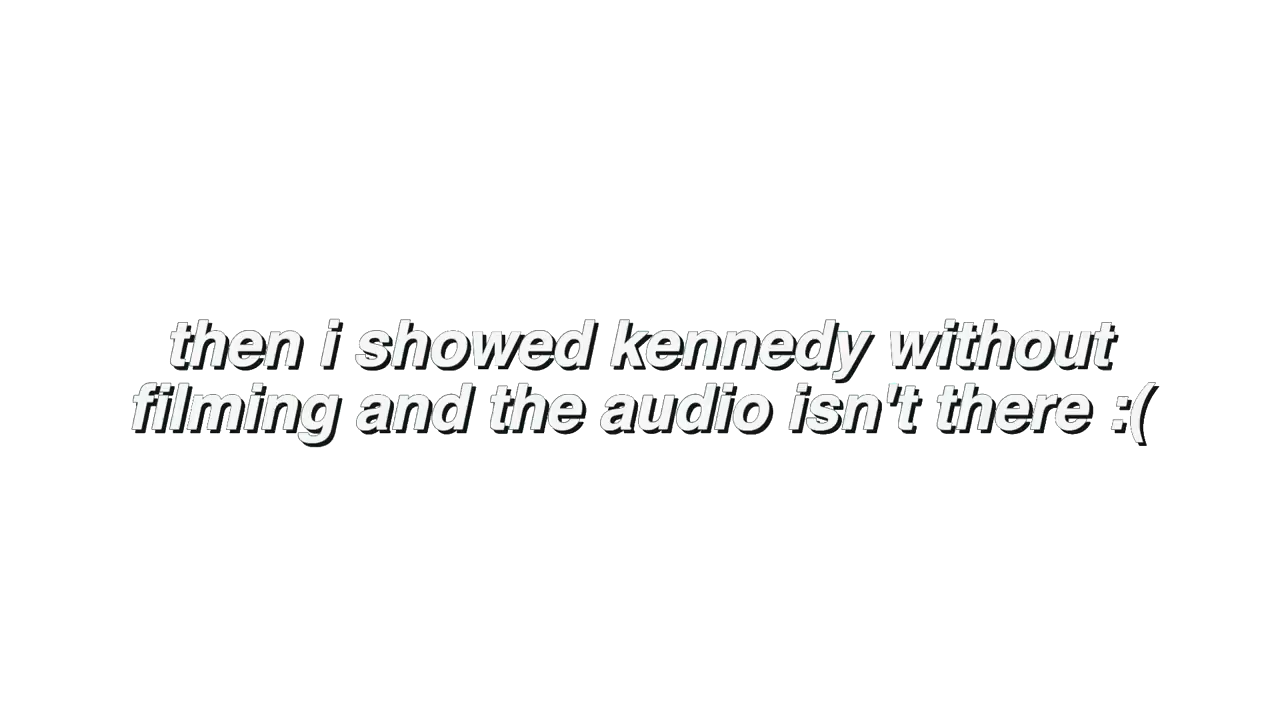 then i showed kennedy without
filming and the audio isn't there :(